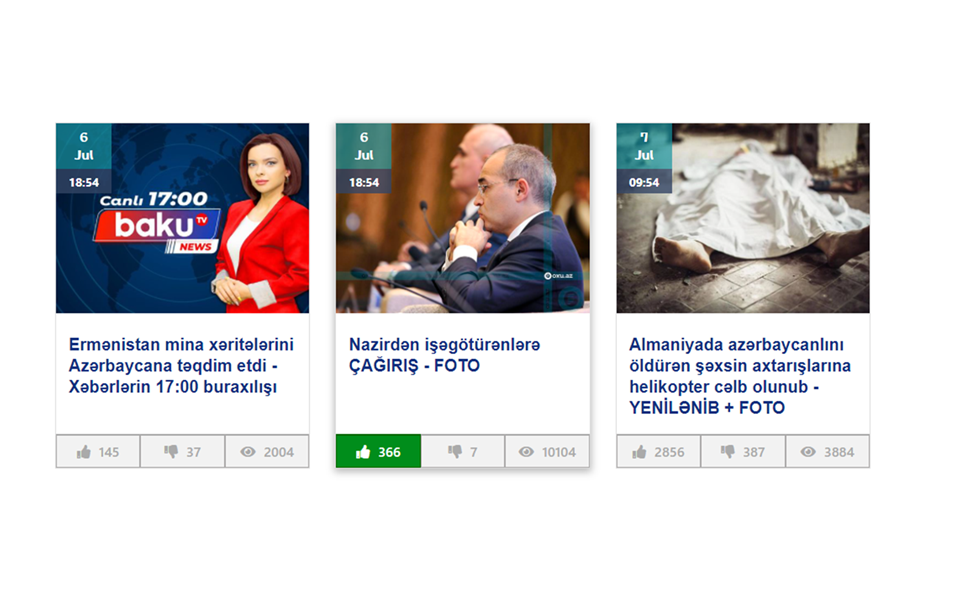 6
Jul
18:54
Canlı 17:00
baku TV
NEWS
Ermənistan mina xəritələrini
Azərbaycana təqdim etdi -
Xəbərlərin 17:00 buraxılışı
145
37
2004
6
Jul
18:54
oxu.az
Nazirdən işəgötürənlərə
ÇAĞIRIŞ - FOTO
366
7
10104
7
Jul
09:54
Almaniyada azərbaycanlını
öldürən şəxsin axtarışlarına
helikopter cəlb olunub -
YENİLƏNİB + FOTO
2856
387
3884